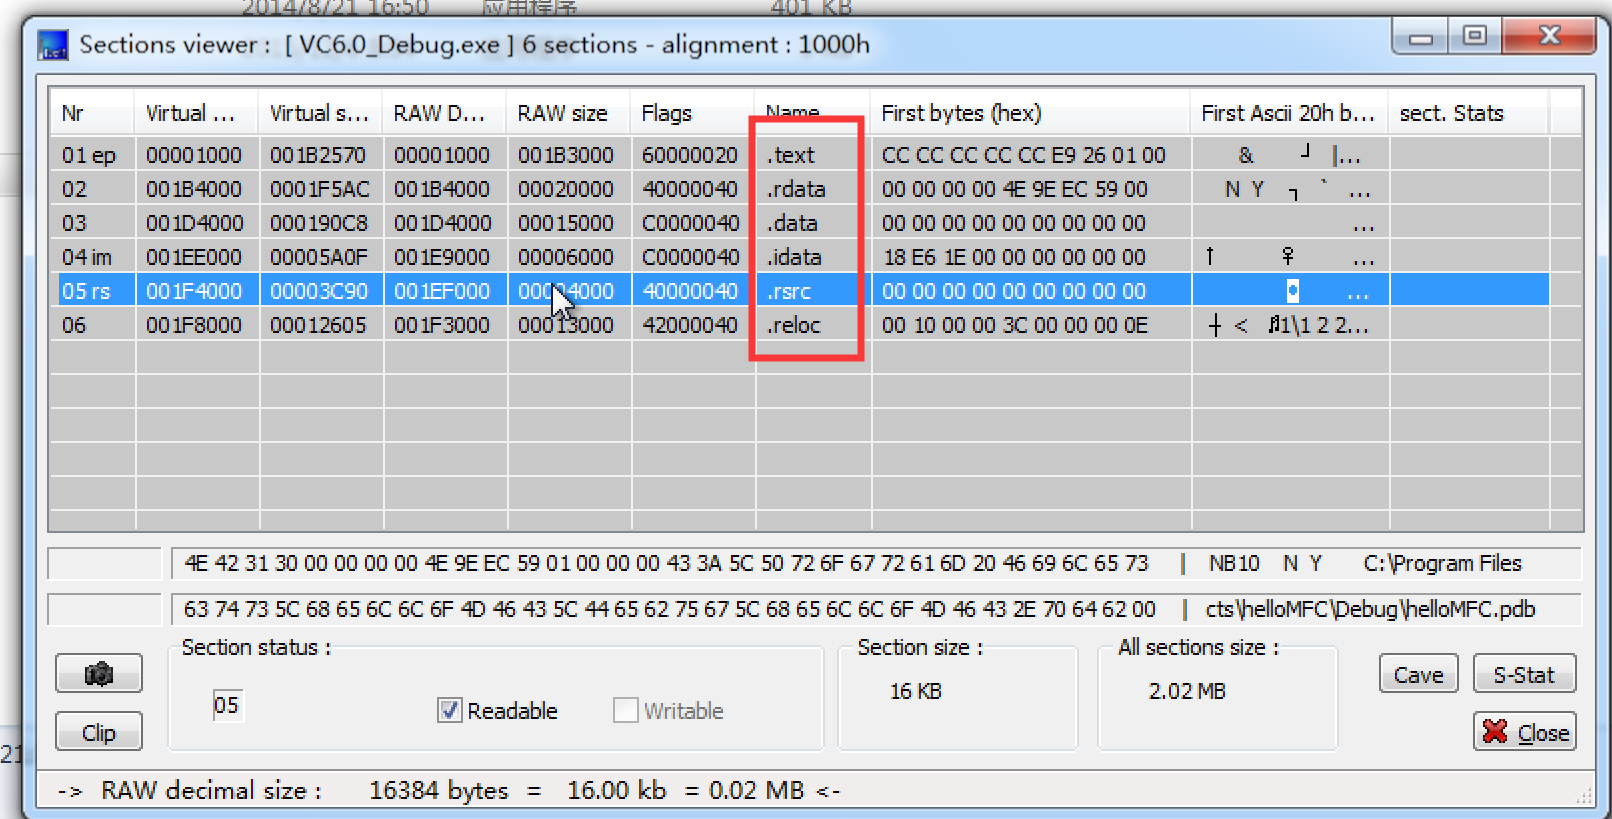 2014/8/21 16:50 应用程序 401 KB
Sections viewer : [ VC6.0_Debug.exe ] 6 sections - alignment : 1000h
Nr Virtual ... Virtual s... RAW D... RAW size Flags Name First bytes (hex) First Ascii 20h b... sect. Stats
01 ep 00001000 001B2570 00001000 001B3000 60000020 .text CC CC CC CC CC E9 26 01 00 & ┘ |...
02 001B4000 0001F5AC 001B4000 00020000 40000040 .rdata 00 00 00 00 4E 9E EC 59 00 N Y ┐ ` ...
03 001D4000 000190C8 001D4000 00015000 C0000040 .data 00 00 00 00 00 00 00 00 00 ...
04 im 001EE000 00005A0F 001E9000 00006000 C0000040 .idata 18 E6 1E 00 00 00 00 00 00 ↑ ♀ ...
05 rs 001F4000 00003C90 001EF000 00004000 40000040 .rsrc 00 00 00 00 00 00 00 00 00 ...
06 001F8000 00012605 001F3000 00013000 42000040 .reloc 00 10 00 00 3C 00 00 00 0E ┼ < ♬1\1 2 2...
4E 42 31 30 00 00 00 00 4E 9E EC 59 01 00 00 00 43 3A 5C 50 72 6F 67 72 61 6D 20 46 69 6C 65 73 | NB10 N Y C:\Program Files
63 74 73 5C 68 65 6C 6C 6F 4D 46 43 5C 44 65 62 75 67 5C 68 65 6C 6C 6F 4D 46 43 2E 70 64 62 00 | cts\helloMFC\Debug\helloMFC.pdb
Section status : Section size : All sections size :
05 Readable Writable 16 KB 2.02 MB Cave S-Stat
Clip Close
21
-> RAW decimal size : 16384 bytes = 16.00 kb = 0.02 MB <-